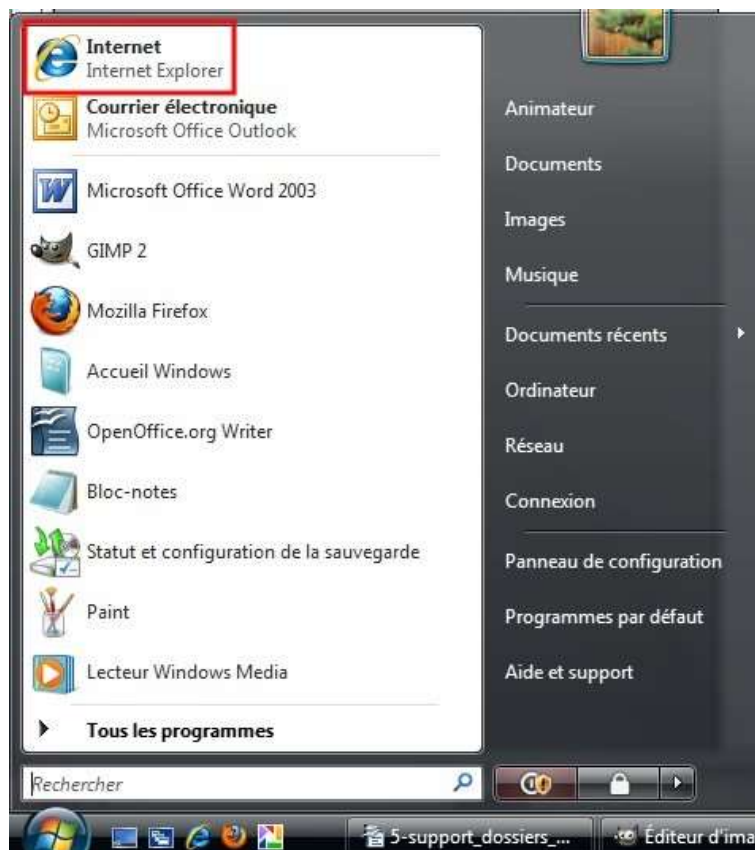 Internet
Internet Explorer
Courrier électronique
Microsoft Office Outlook
Microsoft Office Word 2003
GIMP 2
Mozilla Firefox
Accueil Windows
OpenOffice.org Writer
Bloc-notes
Statut et configuration de la sauvegarde
Paint
Lecteur Windows Media
Tous les programmes
Rechercher
Animateur
Documents
Images
Musique
Documents récents
Ordinateur
Réseau
Connexion
Panneau de configuration
Programmes par défaut
Aide et support
5-support_dossiers_...
Éditeur d'ima